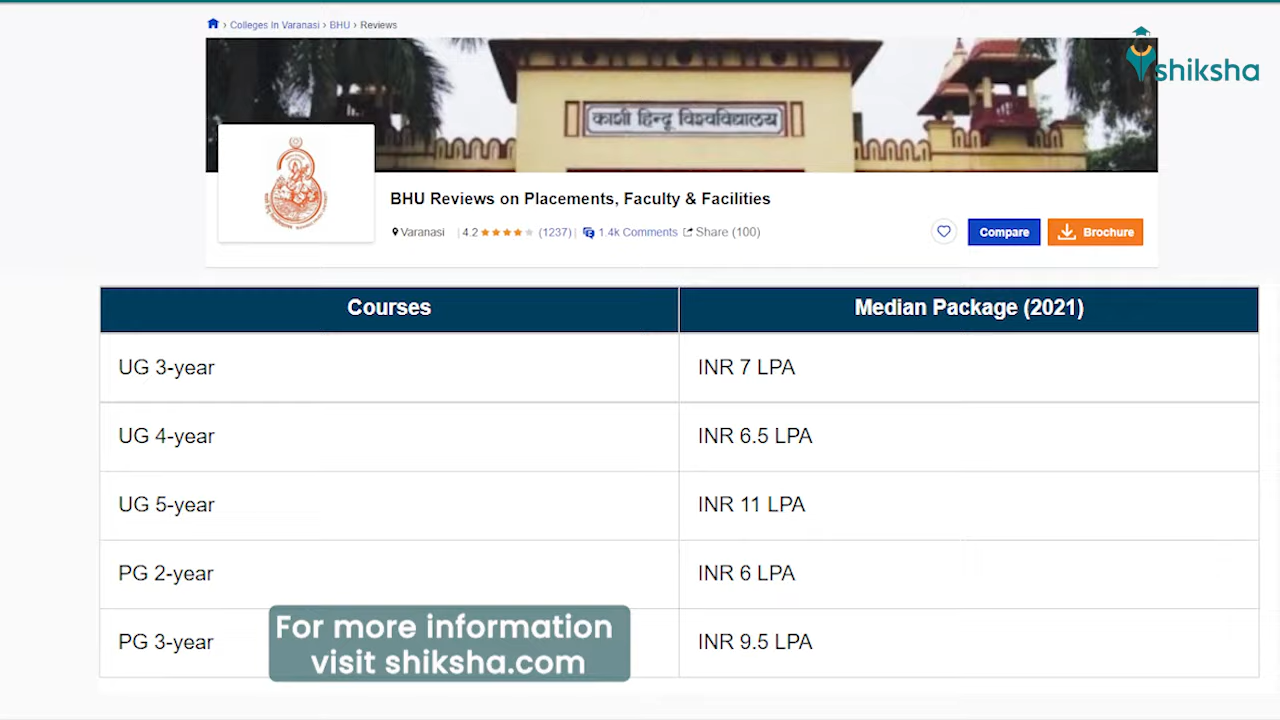 › Colleges In Varanasi › BHU › Reviews
shiksha
काशी हिन्दू विश्वविद्यालय
BHU Reviews on Placements, Faculty & Facilities
Varanasi | 4.2 (1237) | 1.4k Comments Share (100)
Compare
Brochure
Courses Median Package (2021)
UG 3-year INR 7 LPA
UG 4-year INR 6.5 LPA
UG 5-year INR 11 LPA
PG 2-year INR 6 LPA
PG 3-year INR 9.5 LPA
For more information
visit shiksha.com